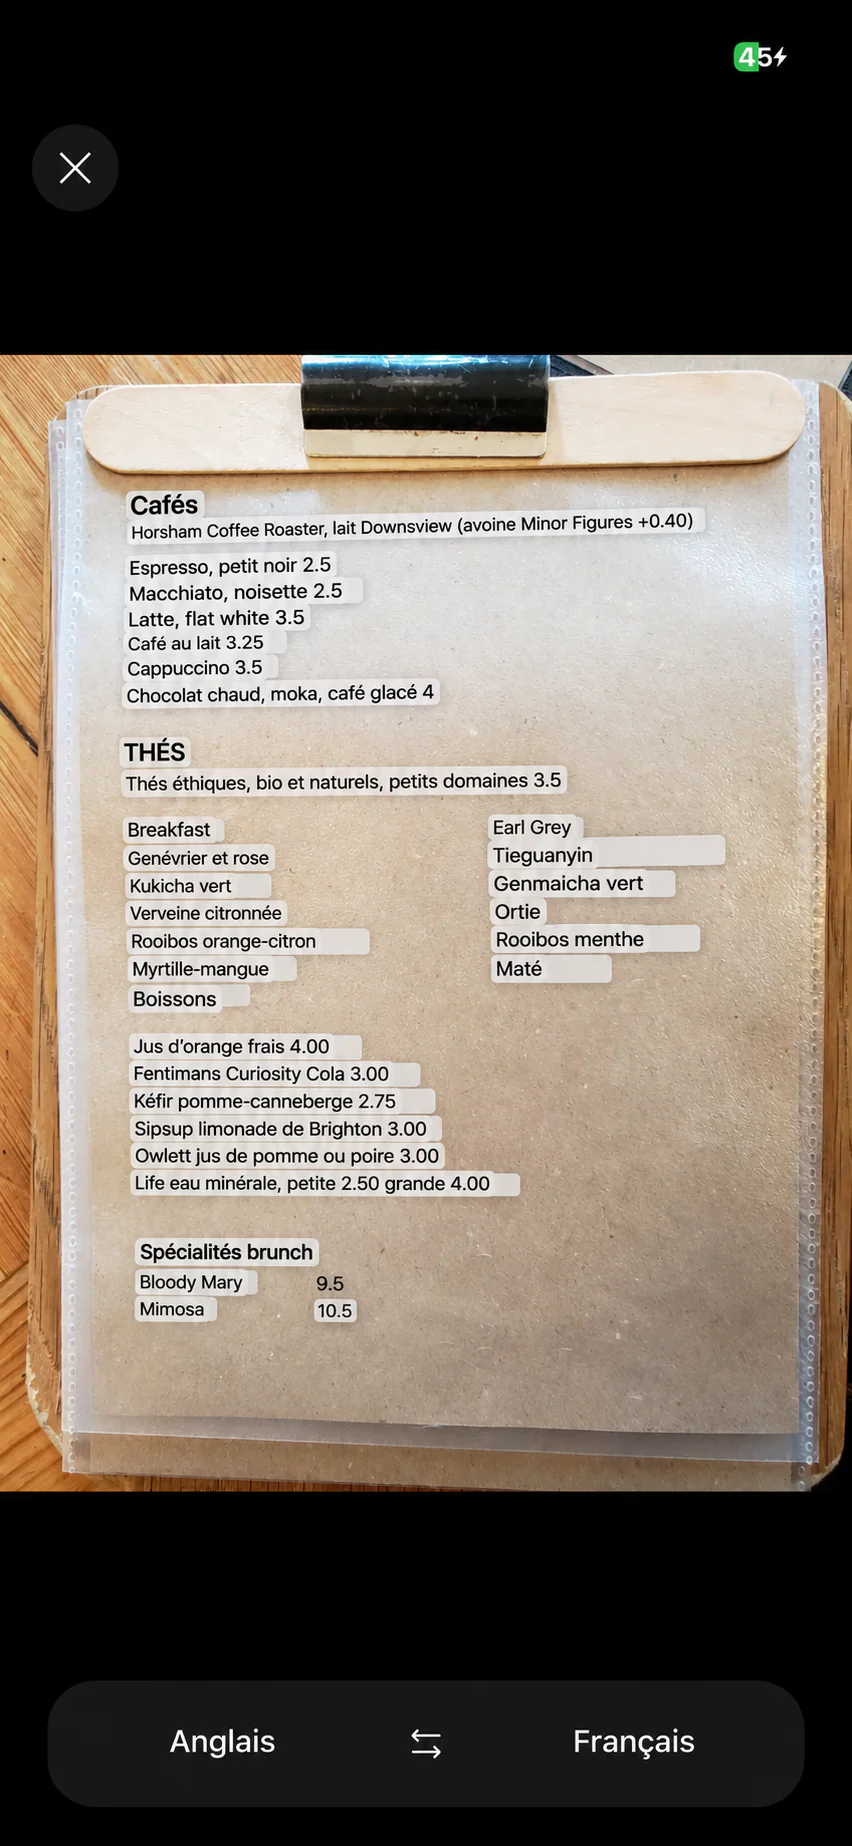 45
Cafés
Horsham Coffee Roaster, lait Downsview (avoine Minor Figures +0.40)
Espresso, petit noir 2.5
Macchiato, noisette 2.5
Latte, flat white 3.5
Café au lait 3.25
Cappuccino 3.5
Chocolat chaud, moka, café glacé 4
THÉS
Thés éthiques, bio et naturels, petits domaines 3.5
Breakfast
Genévrier et rose
Kukicha vert
Verveine citronnée
Rooibos orange-citron
Myrtille-mangue
Earl Grey
Tieguanyin
Genmaicha vert
Ortie
Rooibos menthe
Maté
Boissons
Jus d’orange frais 4.00
Fentimans Curiosity Cola 3.00
Kéfir pomme-canneberge 2.75
Sipsup limonade de Brighton 3.00
Owlett jus de pomme ou poire 3.00
Life eau minérale, petite 2.50 grande 4.00
Spécialités brunch
Bloody Mary 9.5
Mimosa 10.5
Anglais
Français